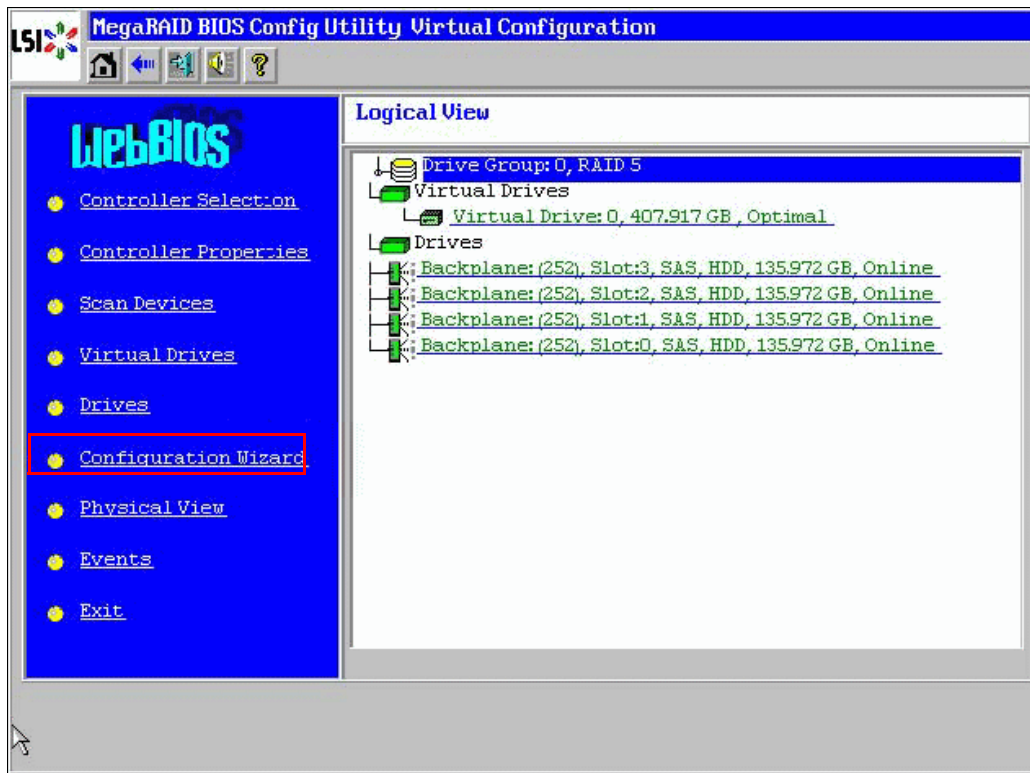 LSI
MegaRAID BIOS Config Utility Virtual Configuration
WebBIOS
Controller Selection
Controller Properties
Scan Devices
Virtual Drives
Drives
Configuration Wizard
Physical View
Events
Exit
Logical View
Drive Group: 0, RAID 5
Virtual Drives
Virtual Drive: 0, 407.917 GB , Optimal
Drives
Backplane: (252), Slot:3, SAS, HDD, 135.972 GB, Online
Backplane: (252), Slot:2, SAS, HDD, 135.972 GB, Online
Backplane: (252), Slot:1, SAS, HDD, 135.972 GB, Online
Backplane: (252), Slot:0, SAS, HDD, 135.972 GB, Online